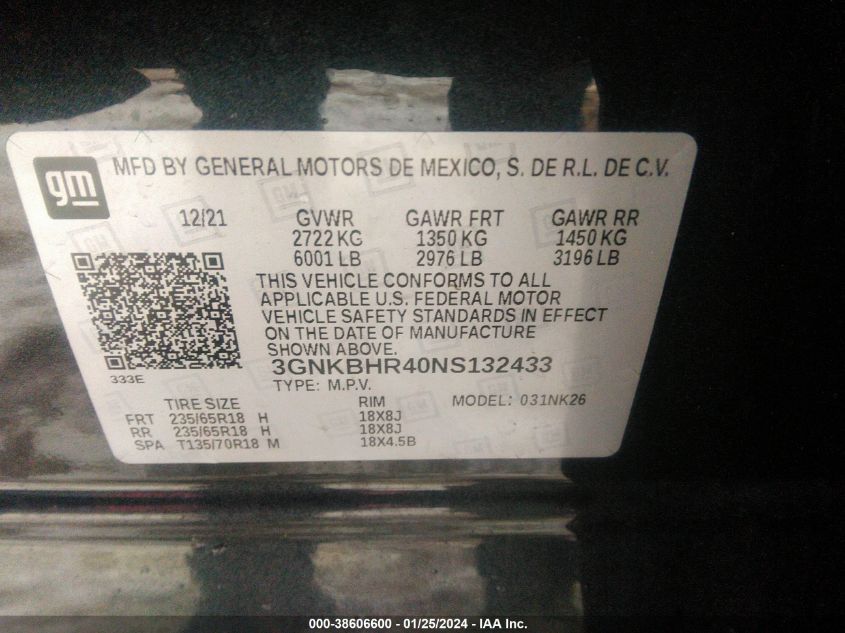 gm
MFD BY GENERAL MOTORS DE MEXICO, S. DE R.L. DE C.V.
12/21 GVWR GAWR FRT GAWR RR
2722 KG 1350 KG 1450 KG
6001 LB 2976 LB 3196 LB
THIS VEHICLE CONFORMS TO ALL
APPLICABLE U.S. FEDERAL MOTOR
VEHICLE SAFETY STANDARDS IN EFFECT
ON THE DATE OF MANUFACTURE
SHOWN ABOVE.
3GNKBHR40NS132433
333E
TYPE: M.P.V.
TIRE SIZE RIM MODEL: 031NK26
FRT 235/65R18 H 18X8J
RR 235/65R18 H 18X8J
SPA T135/70R18 M 18X4.5B
000-38606600 - 01/25/2024 - IAA Inc.